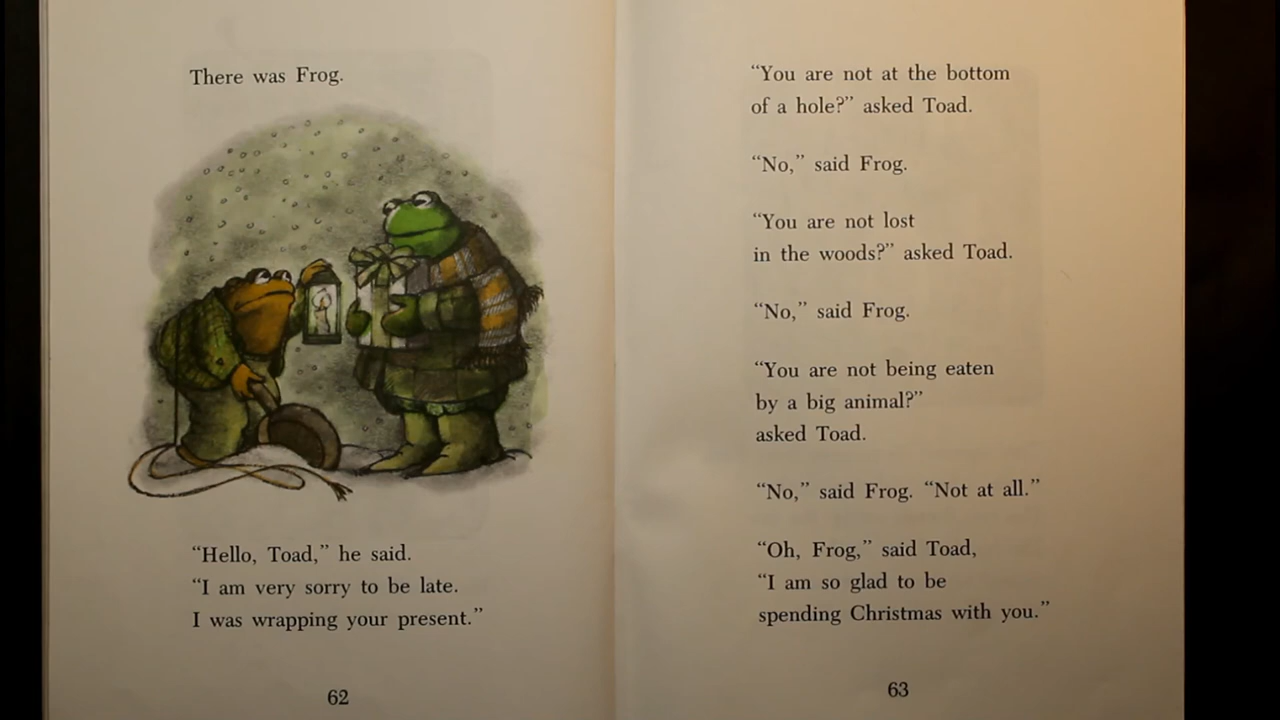 There was Frog.
“Hello, Toad,” he said.
“I am very sorry to be late.
I was wrapping your present.”
62
“You are not at the bottom
of a hole?” asked Toad.
“No,” said Frog.
“You are not lost
in the woods?” asked Toad.
“No,” said Frog.
“You are not being eaten
by a big animal?”
asked Toad.
“No,” said Frog. “Not at all.”
“Oh, Frog,” said Toad,
“I am so glad to be
spending Christmas with you.”
63